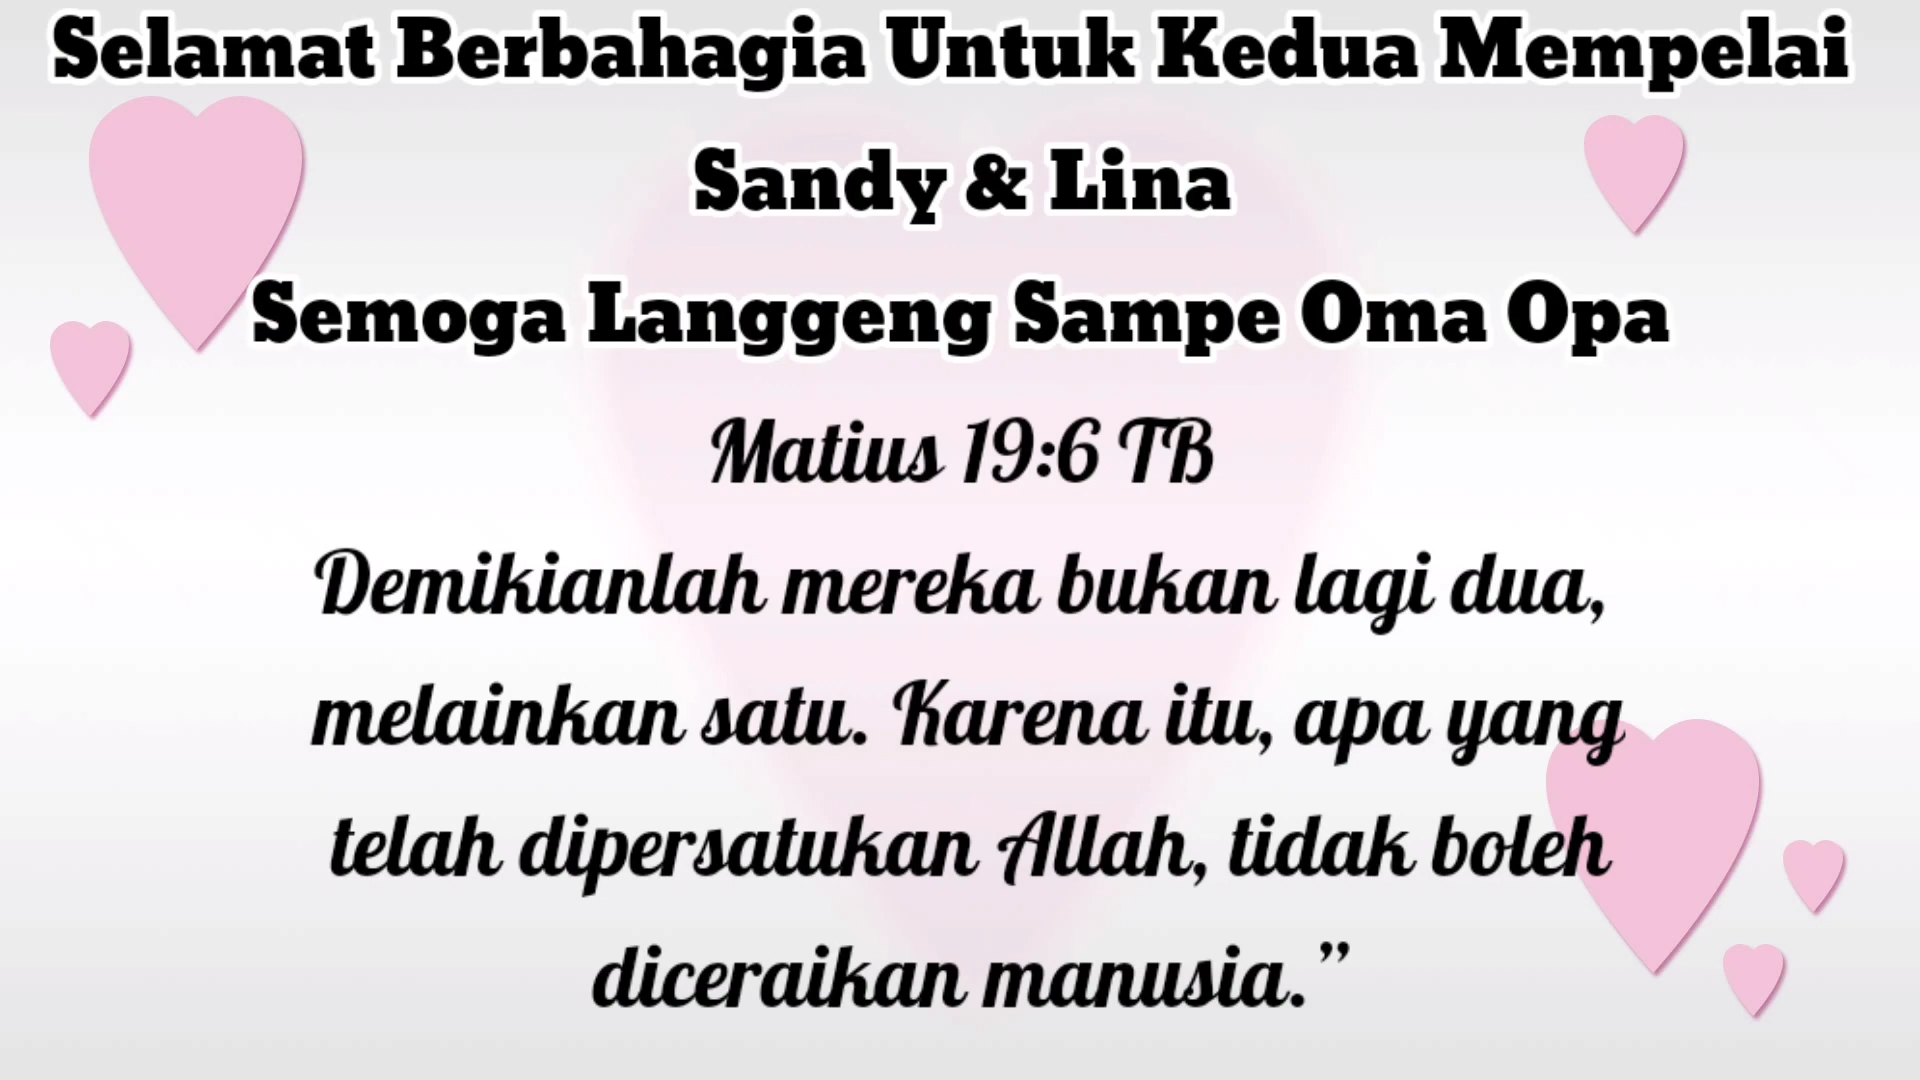 Selamat Berbahagia Untuk Kedua Mempelai
Sandy & Lina
Semoga Langgeng Sampe Oma Opa
Matius 19:6 TB
Demikianlah mereka bukan lagi dua,
melainkan satu. Karena itu, apa yang
telah dipersatukan Allah, tidak boleh
diceraikan manusia.”